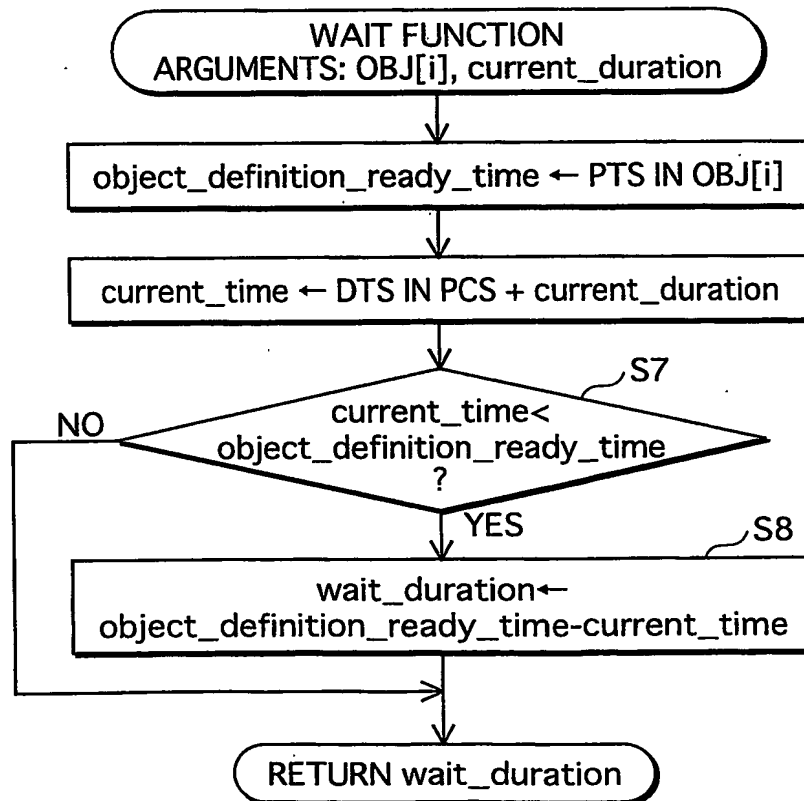 WAIT FUNCTION
ARGUMENTS: OBJ[i], current_duration
object_definition_ready_time ← PTS IN OBJ[i]
current_time ← DTS IN PCS + current_duration
S7
current_time<
object_definition_ready_time
?
NO
YES
S8
wait_duration←
object_definition_ready_time-current_time
RETURN wait_duration